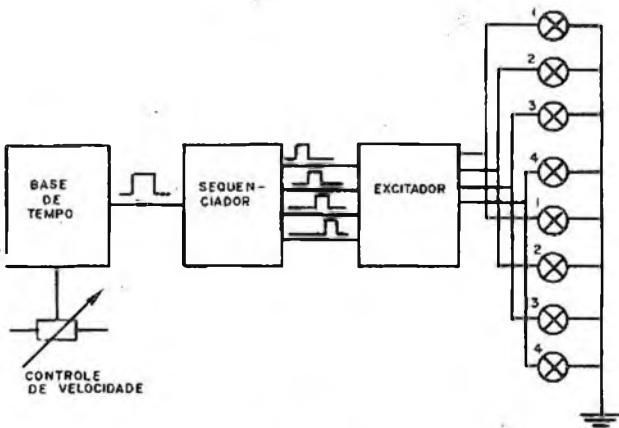 BASE
DE
TEMPO
SEQUEN-
CIADOR
EXCITADOR
CONTROLE
DE VELOCIDADE
1
2
3
4
1
2
3
4